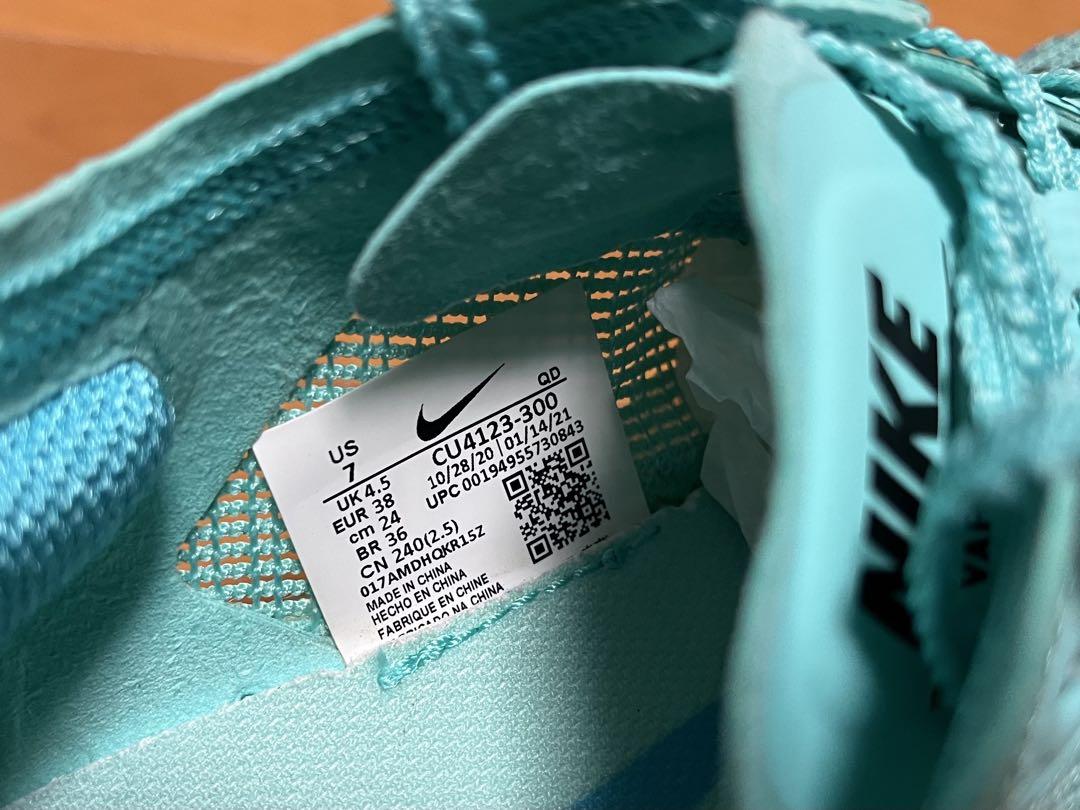 US
7
UK 4.5
EUR 38
cm 24
BR 36
CN 240(2.5)
017AMDHQKR15Z
MADE IN CHINA
HECHO EN CHINA
FABRIQUE EN CHINE
FABRICADO NA CHINA
QD
CU4123-300
10/28/20 | 01/14/21
UPC 00194955730843
NIKE